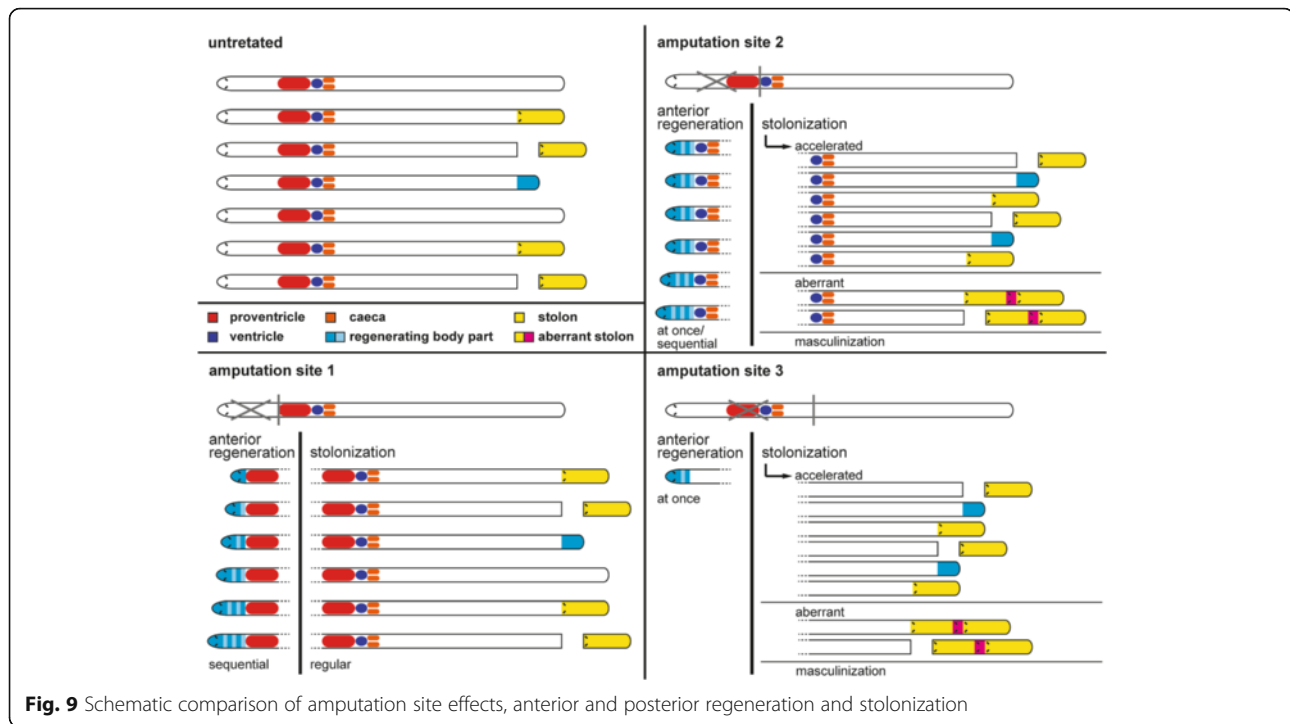 untretated
proventricle
ventricle
caeca
regenerating body part
stolon
aberrant stolon
amputation site 2
anterior
regeneration
at once/
sequential
stolonization
accelerated
aberrant
masculinization
amputation site 1
anterior
regeneration
sequential
stolonization
regular
amputation site 3
anterior
regeneration
at once
stolonization
accelerated
aberrant
masculinization
Fig. 9 Schematic comparison of amputation site effects, anterior and posterior regeneration and stolonization